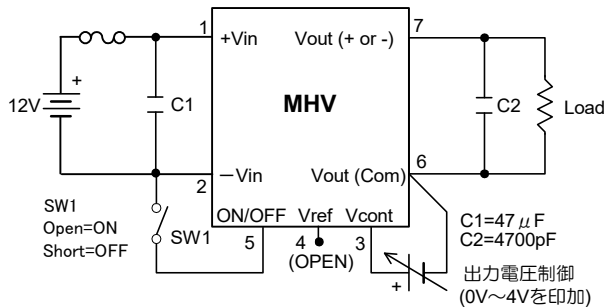 1
+Vin
Vout (+ or -)
7
+
12V
C1
MHV
C2
Load
-Vin
2
Vout (Com)
6
SW1
Open=ON
Short=OFF
SW1
ON/OFF
Vref
Vcont
5
4
3
(OPEN)
+
C1=47μF
C2=4700pF
出力電圧制御
(0V～4Vを印加)